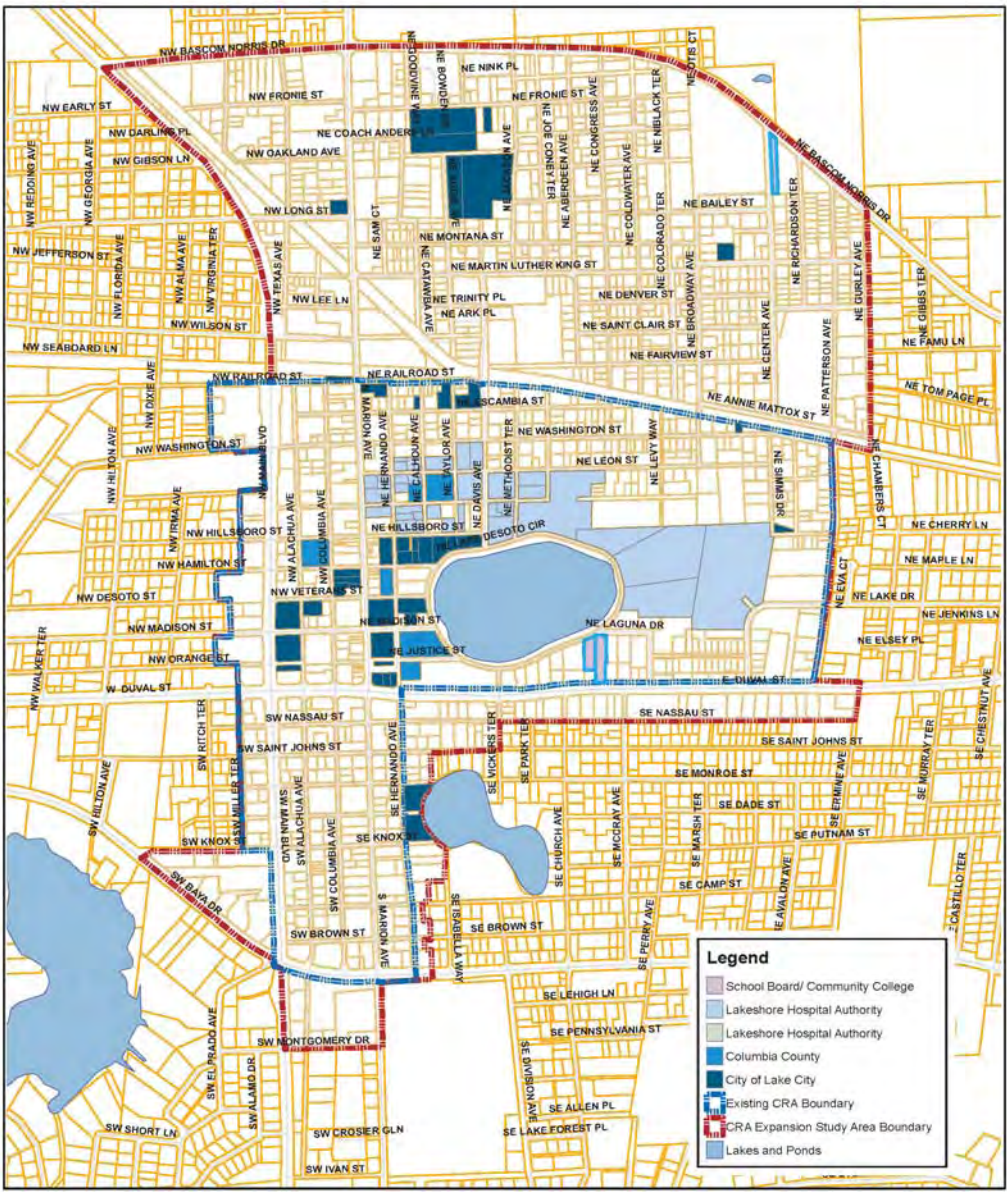 NW BASCOM NORRIS DR
NE GOODVINE WAY
NE OTIS CT
NE NINK PL
NW EARLY ST
NW FRONIE ST
NE FRONIE ST
NW DARLING PL
NE COACH ANDERS LN
NE JOE CONEY TER
NE ABERDEEN AVE
NE CONGRESS AVE
NE NIBLACK TER
NW GIBSON LN
NW OAKLAND AVE
NE BASCOM NORRIS DR
NW REDDING AVE
NW GEORGIA AVE
NE COLDWATER AVE
NW LONG ST
NE BAILEY ST
NE SAM CT
NE COLORADO TER
NE RICHARDSON TER
NE MONTANA ST
NW JEFFERSON ST
NW FLORIDA AVE
NW ALMA AVE
NW VIRGINIA TER
NW TEXAS AVE
NE CATAWBA AVE
NE MARTIN LUTHER KING ST
NE GURLEY AVE
NE GIBBS TER
NW LEE LN
NE TRINITY PL
NE DENVER ST
NE BROADWAY AVE
NE ARK PL
NW WILSON ST
NE SAINT CLAIR ST
NE CENTER AVE
NW SEABOARD LN
NE FAIRVIEW ST
NE PATTERSON AVE
NE FAMU LN
NW RAILROAD ST
NE RAILROAD ST
NE TOM PAGE PL
NW DIXIE AVE
NE ESCAMBIA ST
NE ANNIE MATTOX ST
MARION AVE
NE HERNANDO AVE
NE CALHOUN AVE
NE TAYLOR AVE
NE WASHINGTON ST
NE LEVY WAY
NW WASHINGTON ST
NW HILTON AVE
NW MAIN BLVD
NE DAVIS AVE
NE METHODIST TER
NE LEON ST
NE SIMMS DR
NE CHAMBERS CT
NW IRMA AVE
NW HILLSBORO ST
NW ALACHUA AVE
NW COLUMBIA AVE
NE HILLSBORO ST
DESOTO CIR
NE CHERRY LN
NW HAMILTON ST
NE MAPLE LN
NW DESOTO ST
NW VETERANS ST
NE EVA CT
NE LAKE DR
NW MADISON ST
NE MADISON ST
NE LAGUNA DR
NE JENKINS LN
NW WALKER TER
NW ORANGE ST
NE JUSTICE ST
NE ELSEY PL
W DUVAL ST
E DUVAL ST
SW RITCH TER
SW NASSAU ST
SE NASSAU ST
SE CHESTNUT AVE
SW SAINT JOHNS ST
SE HERNANDO AVE
SE VICKERS TER
SE PARK TER
SE SAINT JOHNS ST
SE MURRAY TER
SE MONROE ST
SW HILTON AVE
SW MILLER TER
SW MAIN BLVD
SW ALACHUA AVE
SE DADE ST
SE ERMINE AVE
SW KNOX ST
SE KNOX ST
SE CHURCH AVE
SE MCCRAY AVE
SE MARSH TER
SE PUTNAM ST
SW COLUMBIA AVE
SW BAYA DR
SE CAMP ST
SE AVALON AVE
S MARION AVE
SE ISABELLA WAY
SW BROWN ST
SE BROWN ST
SE PERRY AVE
SE LEHIGH LN
SW EL PRADO AVE
SW MONTGOMERY DR
SE PENNSYLVANIA ST
SW ALAMO DR
SE DIVISION AVE
SE ALLEN PL
SW SHORT LN
SW CROSIER GLN
SE LAKE FOREST PL
SW IVAN ST
Legend
School Board/ Community College
Lakeshore Hospital Authority
Lakeshore Hospital Authority
Columbia County
City of Lake City
Existing CRA Boundary
CRA Expansion Study Area Boundary
Lakes and Ponds